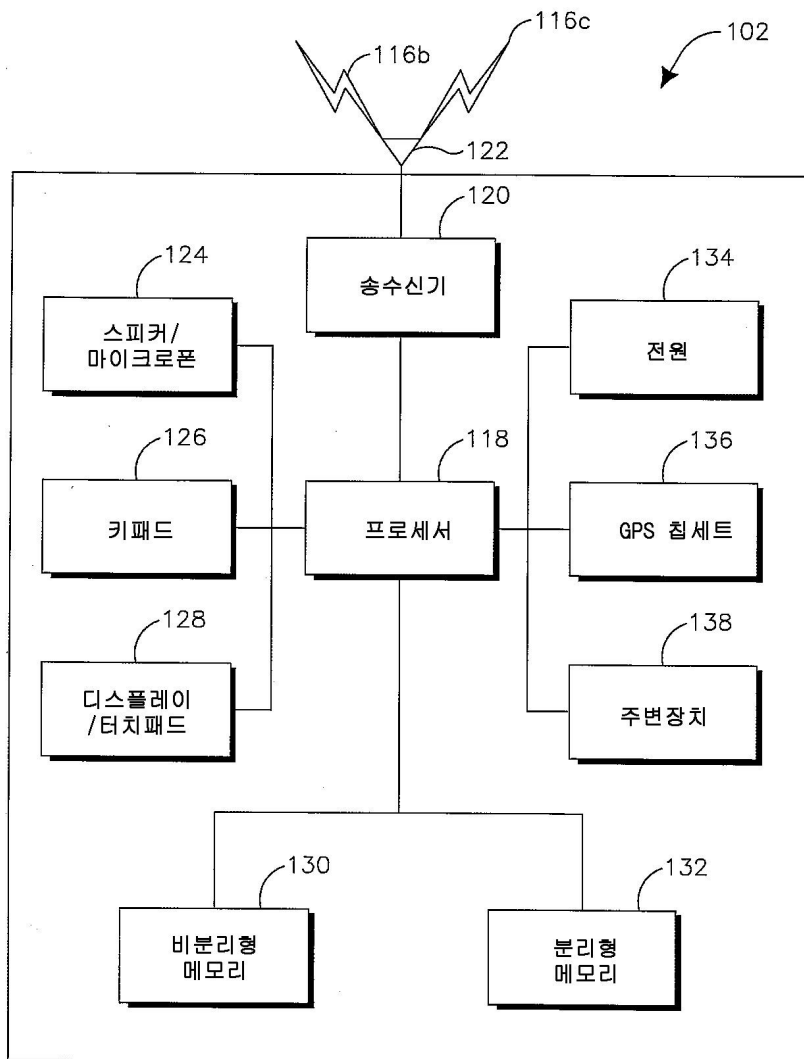 116b
116c
102
122
120
송수신기
124
스피커/
마이크로폰
134
전원
126
키패드
118
프로세서
136
GPS 칩세트
128
디스플레이
/터치패드
138
주변장치
130
비분리형
메모리
132
분리형
메모리